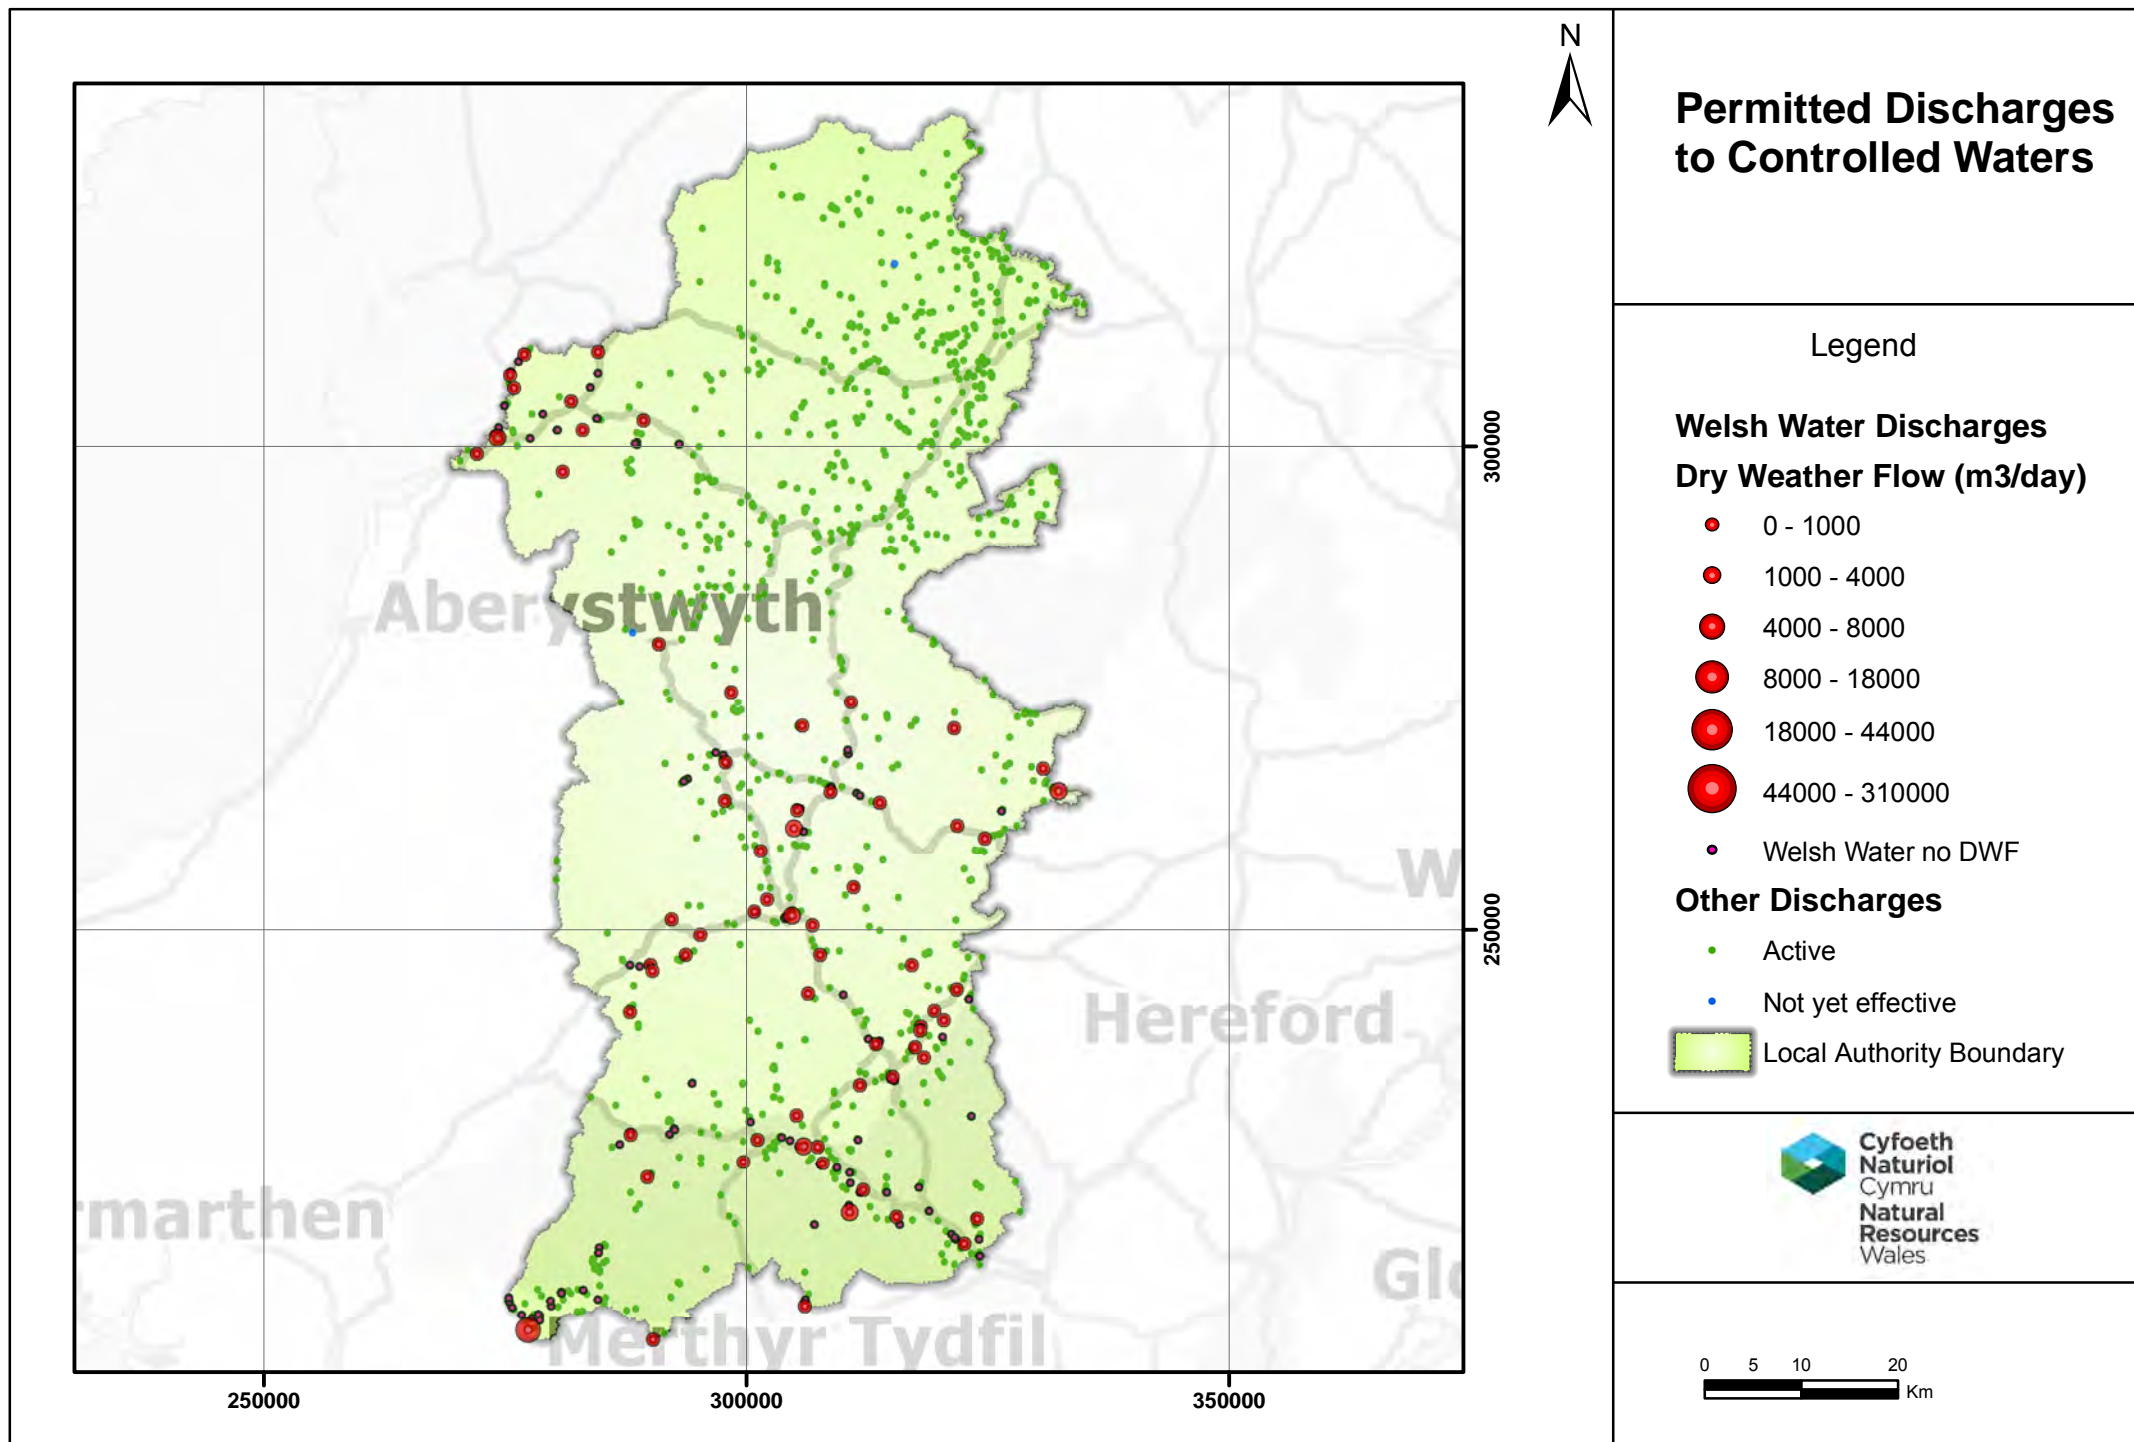 N
Permitted Discharges
to Controlled Waters
Legend
Welsh Water Discharges
Dry Weather Flow (m3/day)
0 - 1000
1000 - 4000
4000 - 8000
8000 - 18000
18000 - 44000
44000 - 310000
Welsh Water no DWF
Other Discharges
Active
Not yet effective
Local Authority Boundary
Cyfoeth
Naturiol
Cymru
Natural
Resources
Wales
0 5 10 20
Km
300000
250000
250000 300000 350000
Aberystwyth
W
Hereford
rmarthen
Glo
Merthyr Tydfil